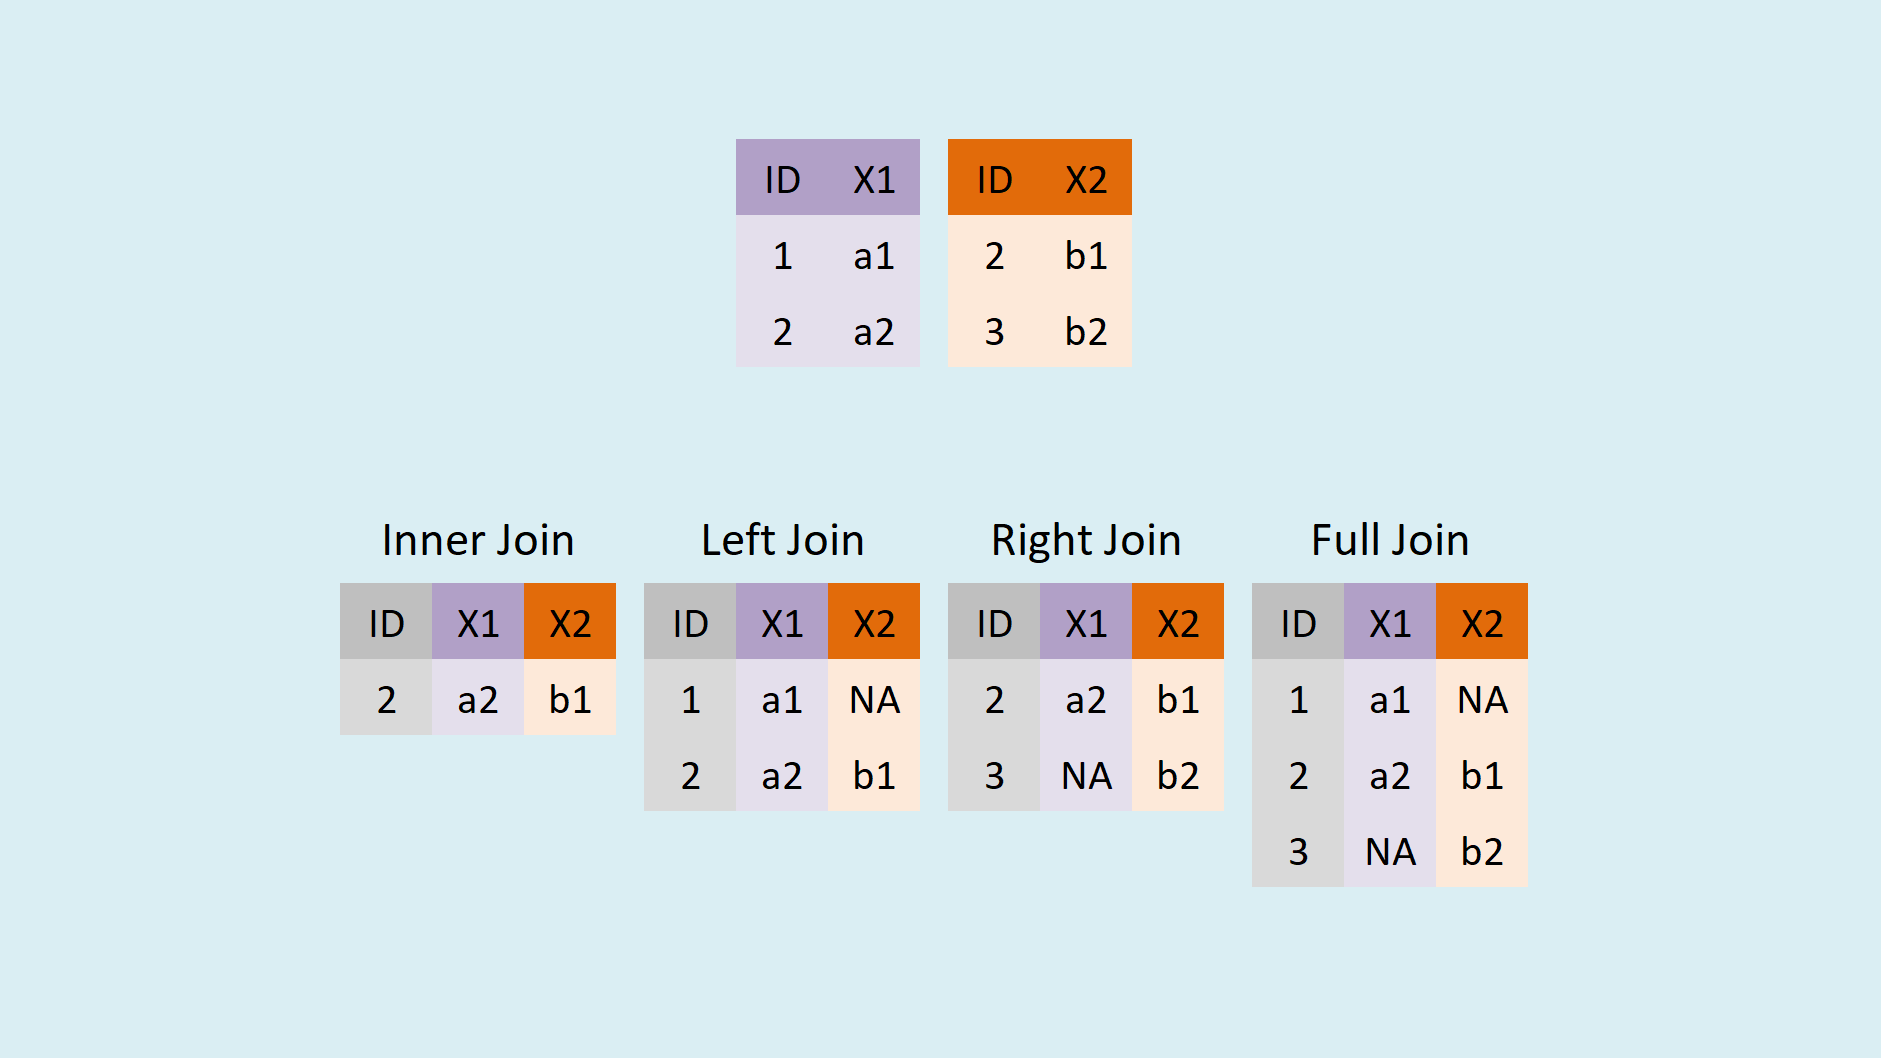 ID X1 ID X2
1 a1 2 b1
2 a2 3 b2
Inner Join Left Join Right Join Full Join
ID X1 X2 ID X1 X2 ID X1 X2 ID X1 X2
2 a2 b1 1 a1 NA 2 a2 b1 1 a1 NA
2 a2 b1 3 NA b2 2 a2 b1
3 NA b2